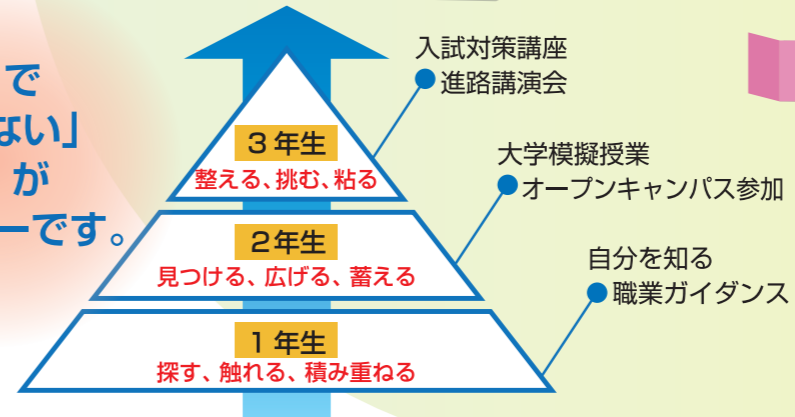 で
ない」
が
ーです。
3年生
整える、挑む、粘る
2年生
見つける、広げる、蓄える
1年生
探す、触れる、積み重ねる
入試対策講座
進路講演会
大学模擬授業
オープンキャンパス参加
自分を知る
職業ガイダンス